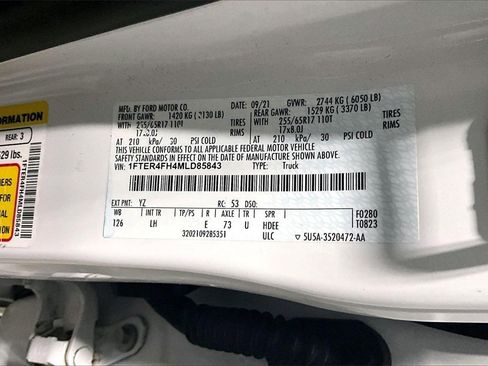 MFD. BY FORD MOTOR CO.
09/21 GVWR: 2744 KG ( 6050 LB)
FRONT GAWR: 1420 KG ( 3130 LB)
REAR GAWR: 1529 KG ( 3370 LB)
WITH 255/65R17 110T TIRES
17x8.0J RIMS
AT 210 kPa/ 30 PSI COLD
WITH 255/65R17 110T TIRES
17x8.0J RIMS
AT 210 kPa/ 30 PSI COLD
THIS VEHICLE CONFORMS TO ALL APPLICABLE FEDERAL MOTOR VEHICLE
SAFETY STANDARDS IN EFFECT ON THE DATE OF MANUFACTURE SHOWN ABOVE.
VIN: 1FTER4FH4MLD85843 TYPE: Truck
EXT PNT: YZ RC: 53 DSO:
WB INT TR TP/PS R AXLE TR SPR F0280
126 LH E 73 U HDEE T0823
3202109285351 ULC 5U5A-3520472-AA
ORMATION
REAR: 3
529 lbs.
1FTER4FH4MLD85843